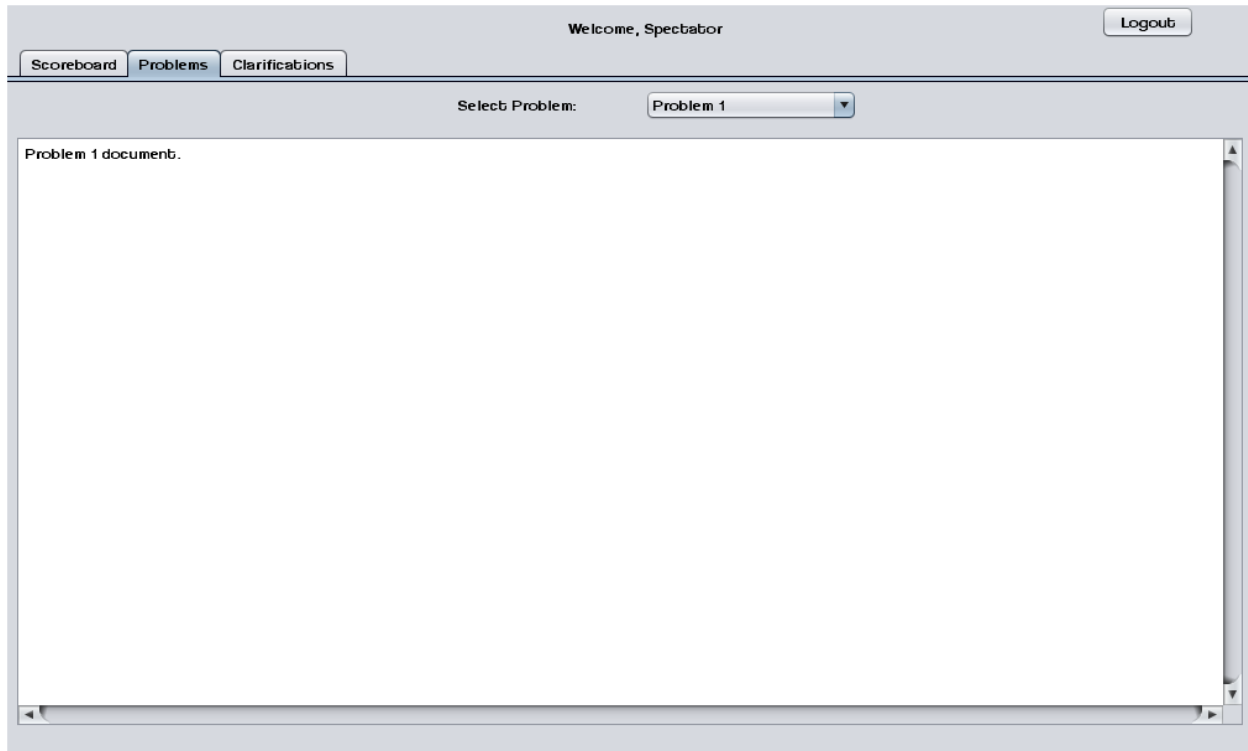 Welcome, Spectator
Logout
Scoreboard Problems Clarifications
Select Problem: Problem 1
Problem 1 document.